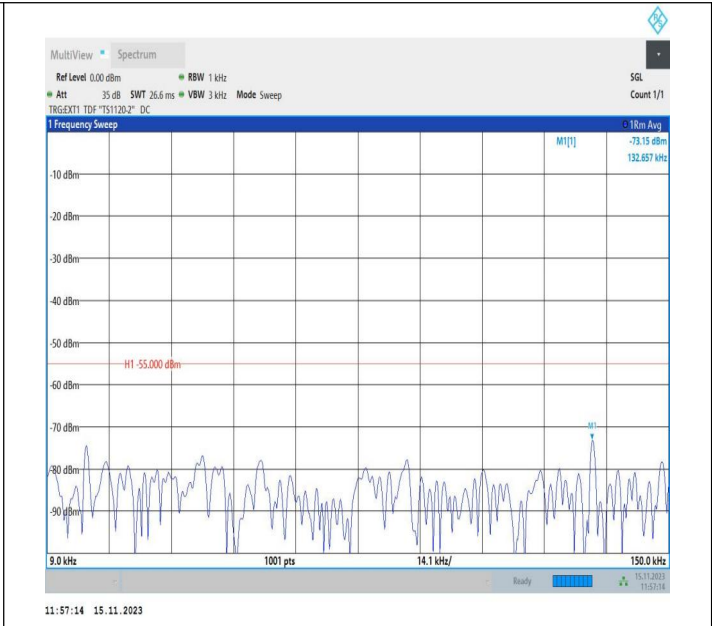 R S
MultiView Spectrum
Ref Level 0.00 dBm RBW 1 kHz SGL
Att 35 dB SWT 26.6 ms VBW 3 kHz Mode Sweep Count 1/1
TRG:EXT1 TDF "TS1120-2" DC
1 Frequency Sweep 1Rm Avg
M1[1] -73.15 dBm
132.657 kHz
-10 dBm
-20 dBm
-30 dBm
-40 dBm
-50 dBm
H1 -55.000 dBm
-60 dBm
-70 dBm
M1
-80 dBm
-90 dBm
9.0 kHz 1001 pts 14.1 kHz/ 150.0 kHz
Ready 15.11.2023
11:57:14
11:57:14 15.11.2023